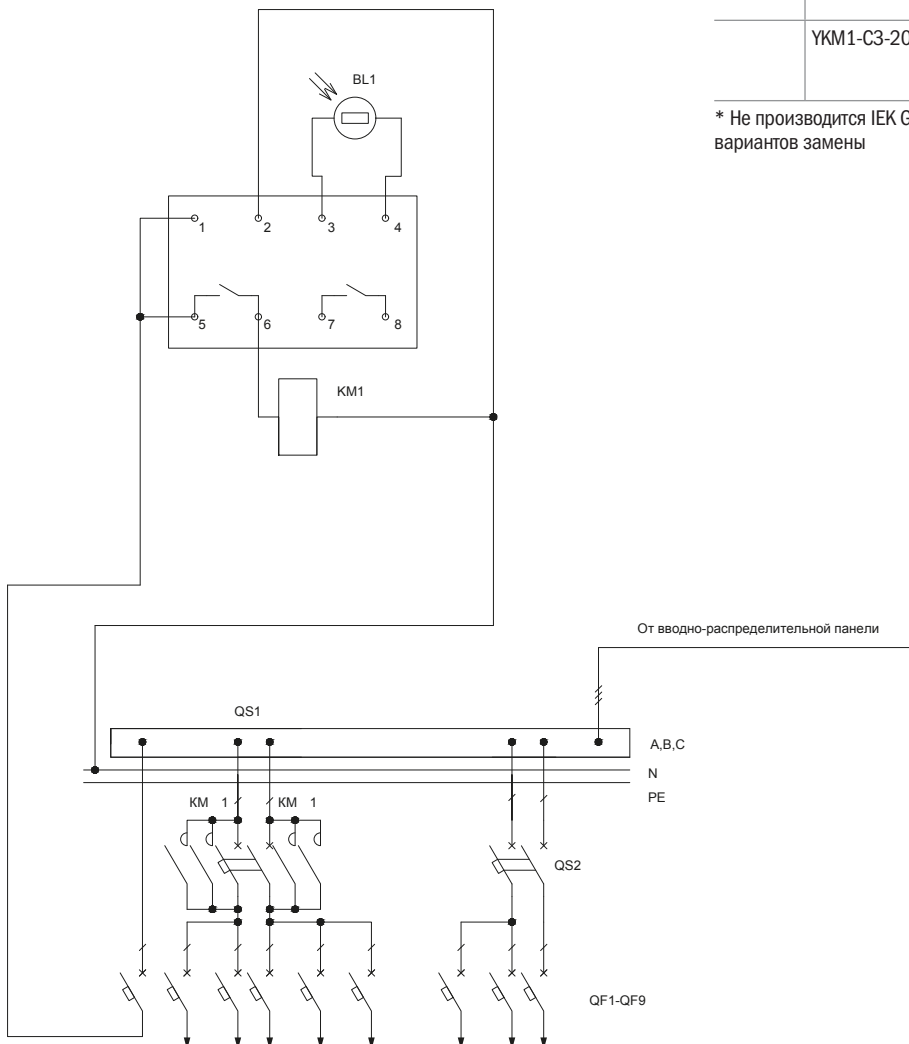 YKM1-C3-20
* Не производится IEK G
вариантов замены
BL1
1 2 3 4
5 6 7 8
KM1
От вводно-распределительной панели
QS1
A,B,C
N
PE
KM 1 KM 1
QS2
QF1-QF9